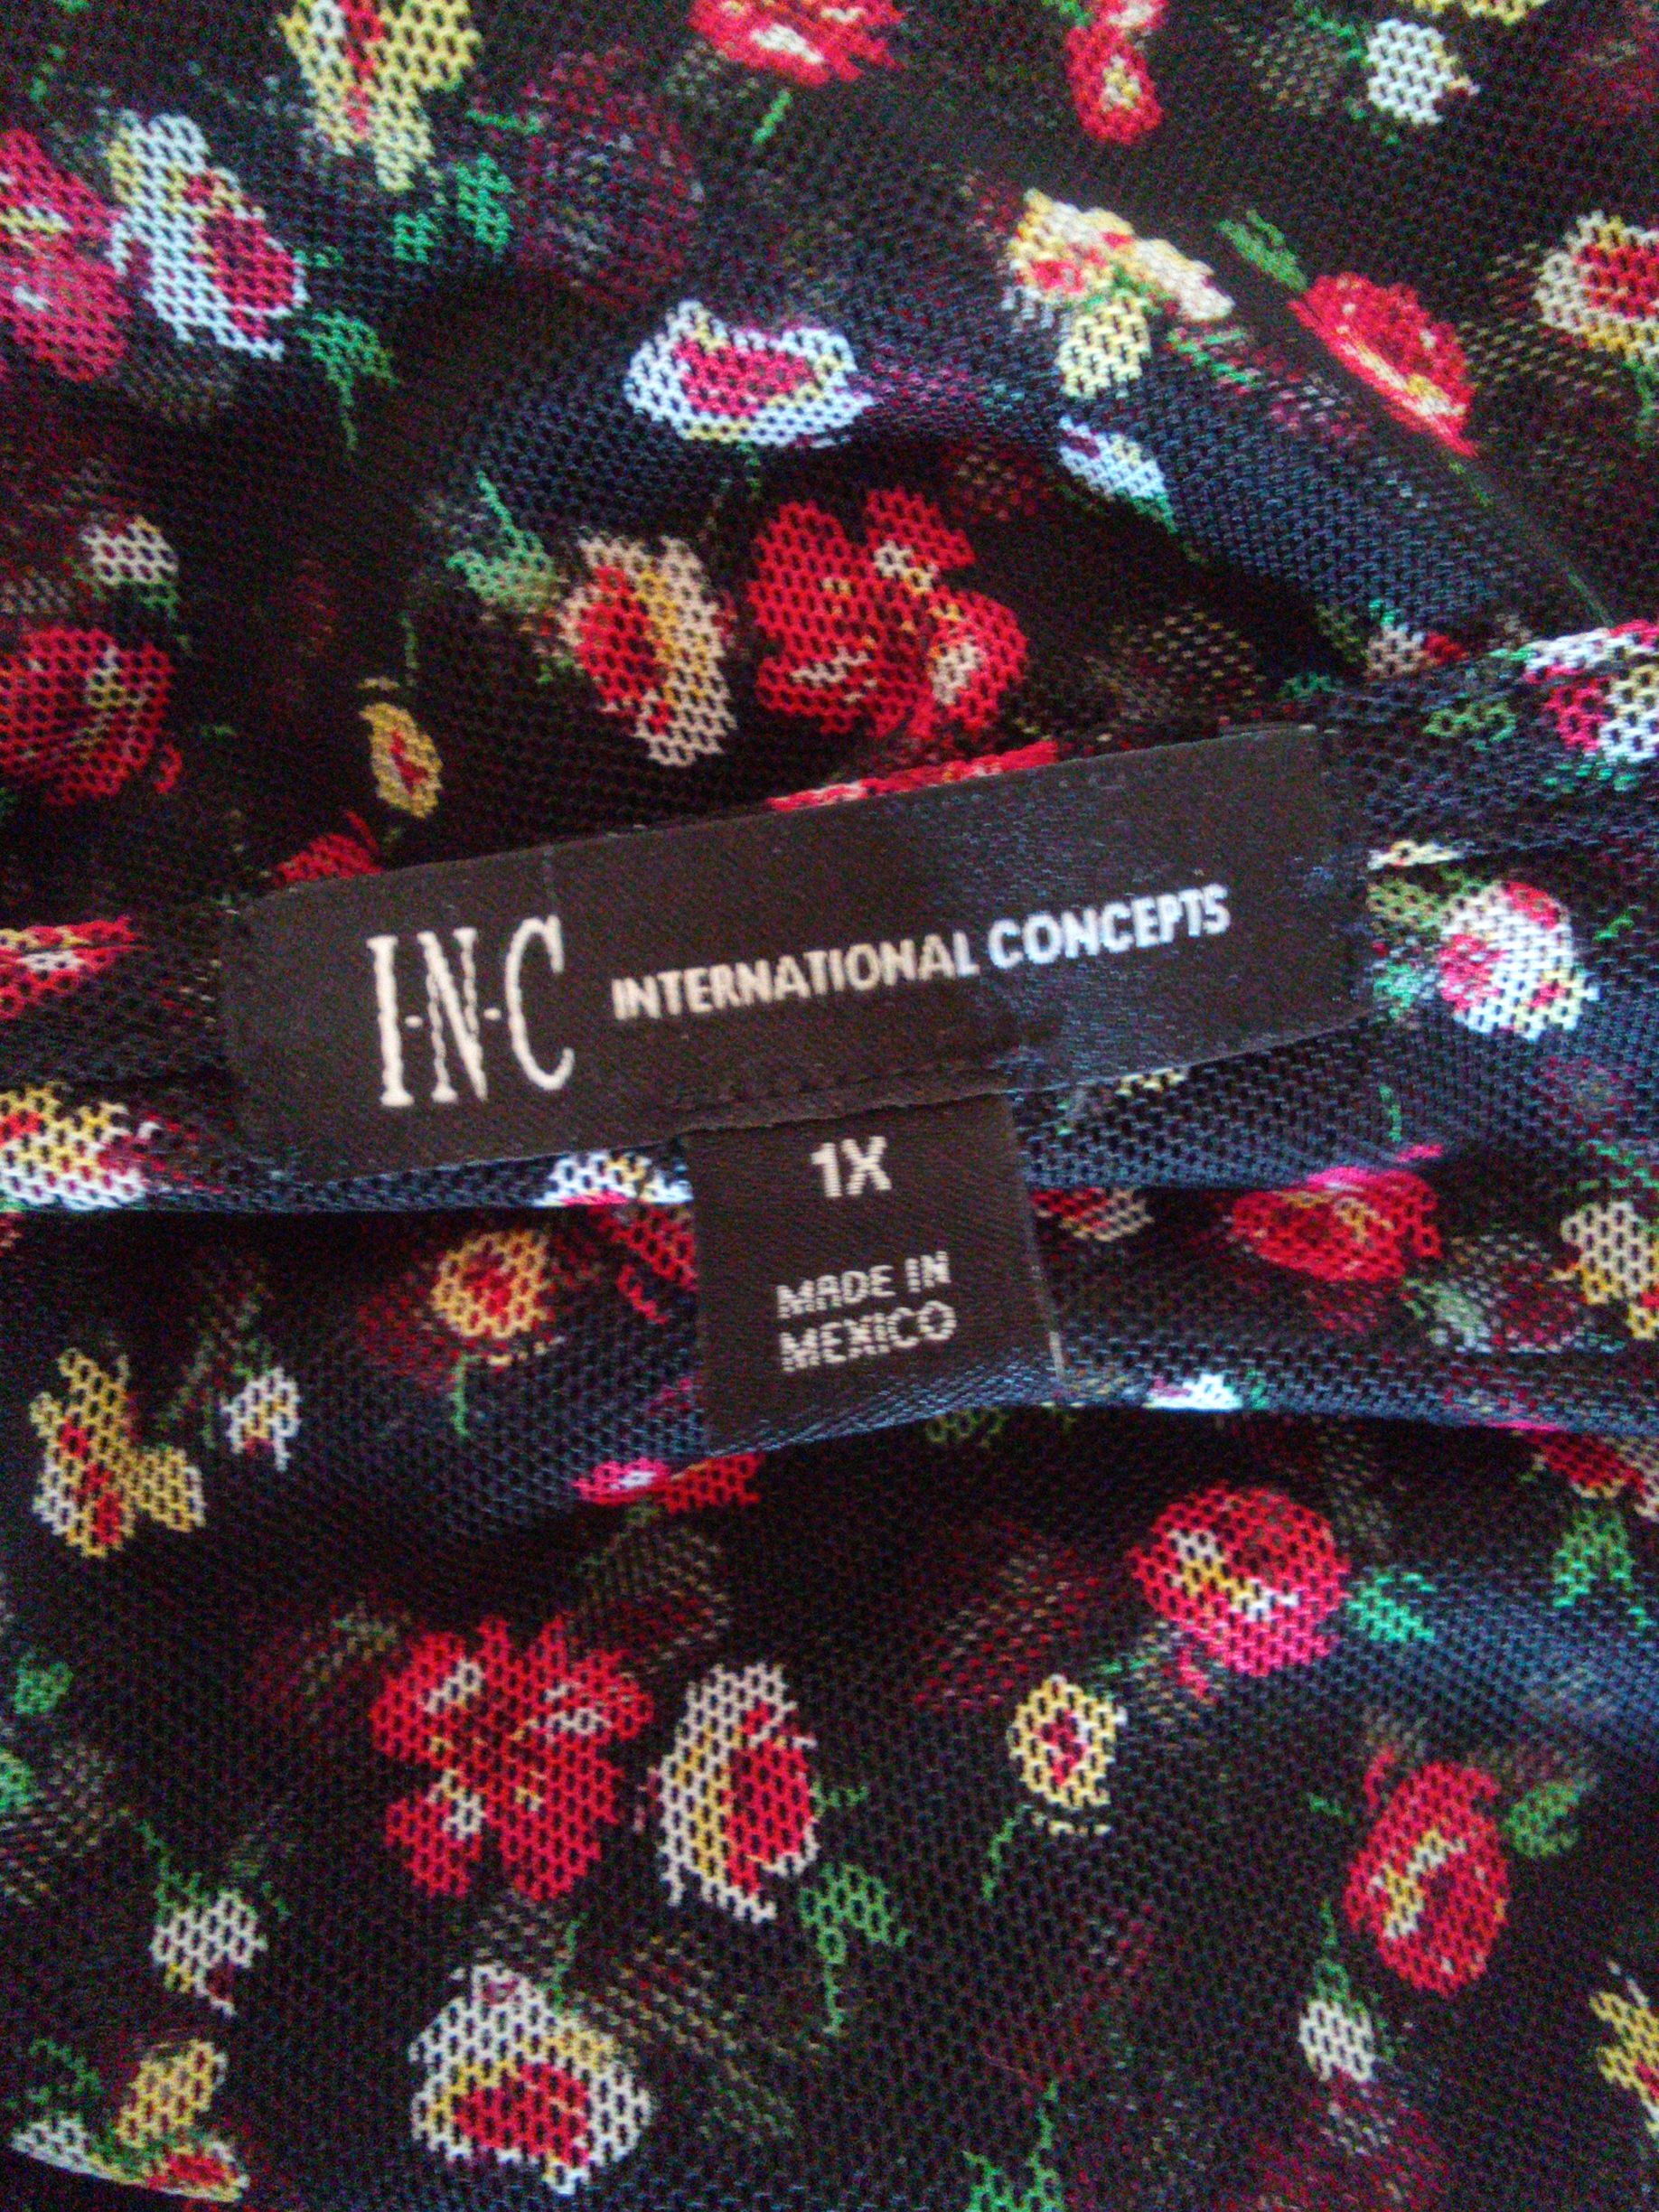 I-N-C INTERNATIONAL CONCEPTS
1X
MADE IN
MEXICO